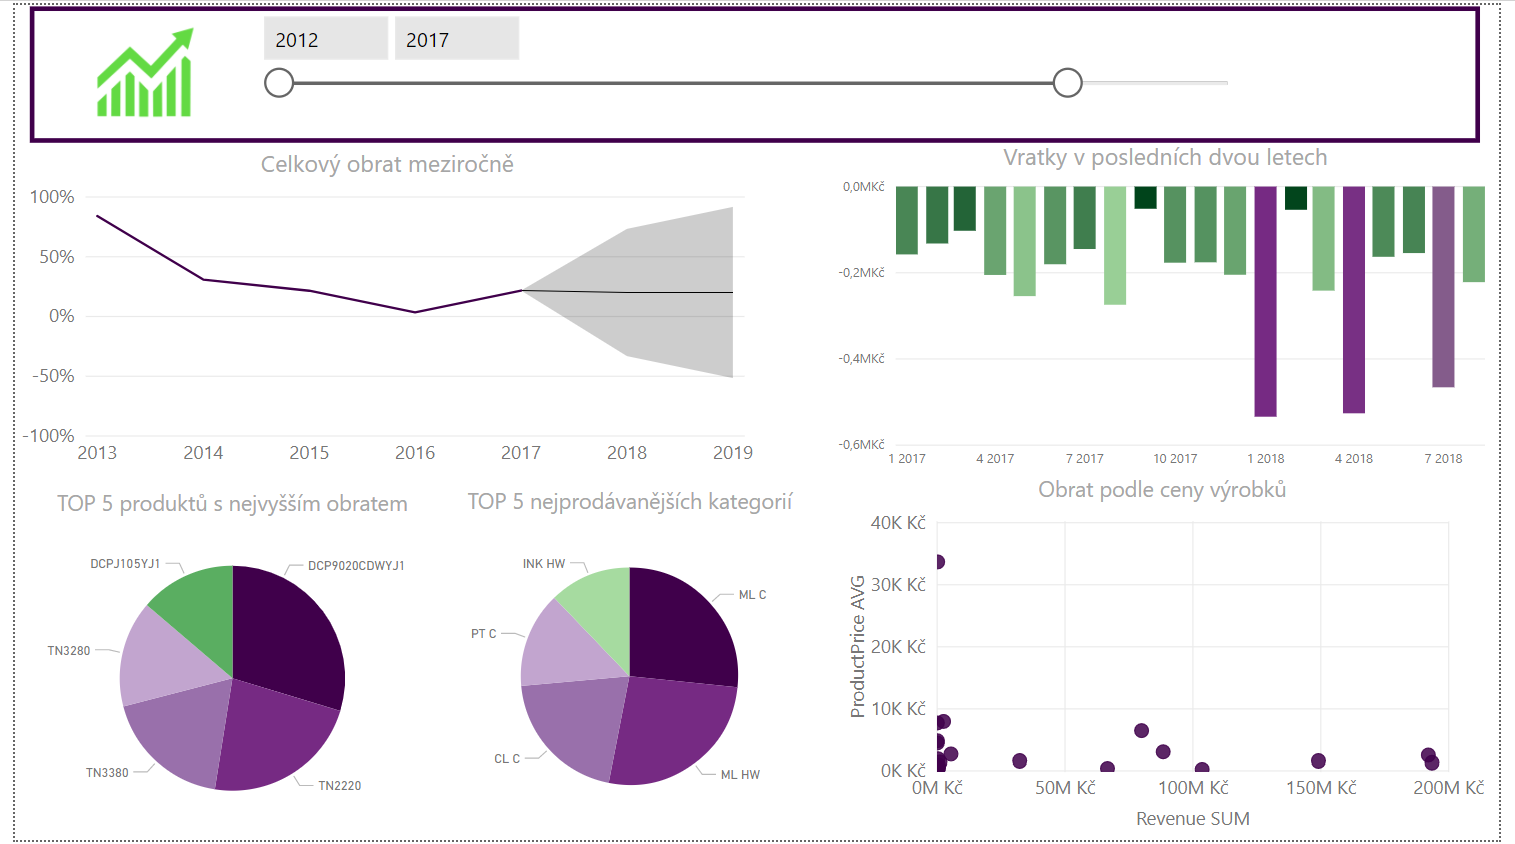 2012 2017
Celkový obrat meziročně
100%
50%
0%
-50%
-100%
2013 2014 2015 2016 2017 2018 2019
Vratky v posledních dvou letech
0,0MKč
-0,2MKč
-0,4MKč
-0,6MKč
1 2017 4 2017 7 2017 10 2017 1 2018 4 2018 7 2018
TOP 5 produktů s nejvyšším obratem
DCPJ105YJ1
DCP9020CDWYJ1
TN3280
TN3380
TN2220
TOP 5 nejprodávanějších kategorií
INK HW
ML C
PT C
CL C
ML HW
Obrat podle ceny výrobků
ProductPrice AVG
40K Kč
30K Kč
20K Kč
10K Kč
0K Kč
0M Kč 50M Kč 100M Kč 150M Kč 200M Kč
Revenue SUM